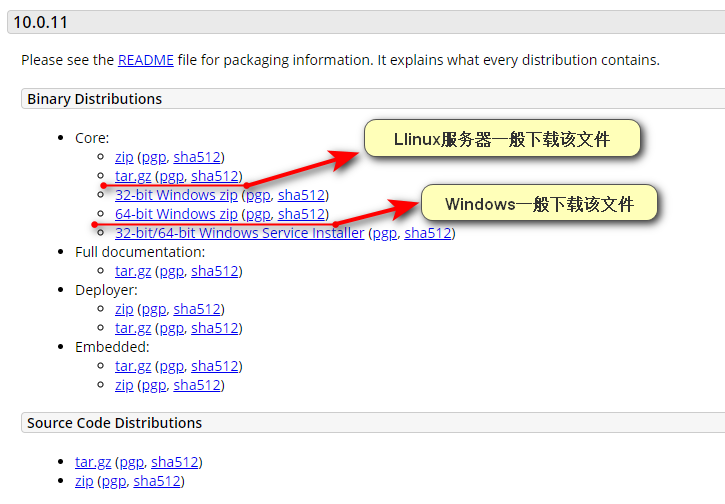 10.0.11
Please see the README file for packaging information. It explains what every distribution contains.
Binary Distributions
Core:
zip (pgp, sha512)
Llinux服务器一般下载该文件
tar.gz (pgp, sha512)
32-bit Windows zip (pgp, sha512)
Windows一般下载该文件
64-bit Windows zip (pgp, sha512)
32-bit/64-bit Windows Service Installer (pgp, sha512)
Full documentation:
tar.gz (pgp, sha512)
Deployer:
zip (pgp, sha512)
tar.gz (pgp, sha512)
Embedded:
tar.gz (pgp, sha512)
zip (pgp, sha512)
Source Code Distributions
tar.gz (pgp, sha512)
zip (pgp, sha512)